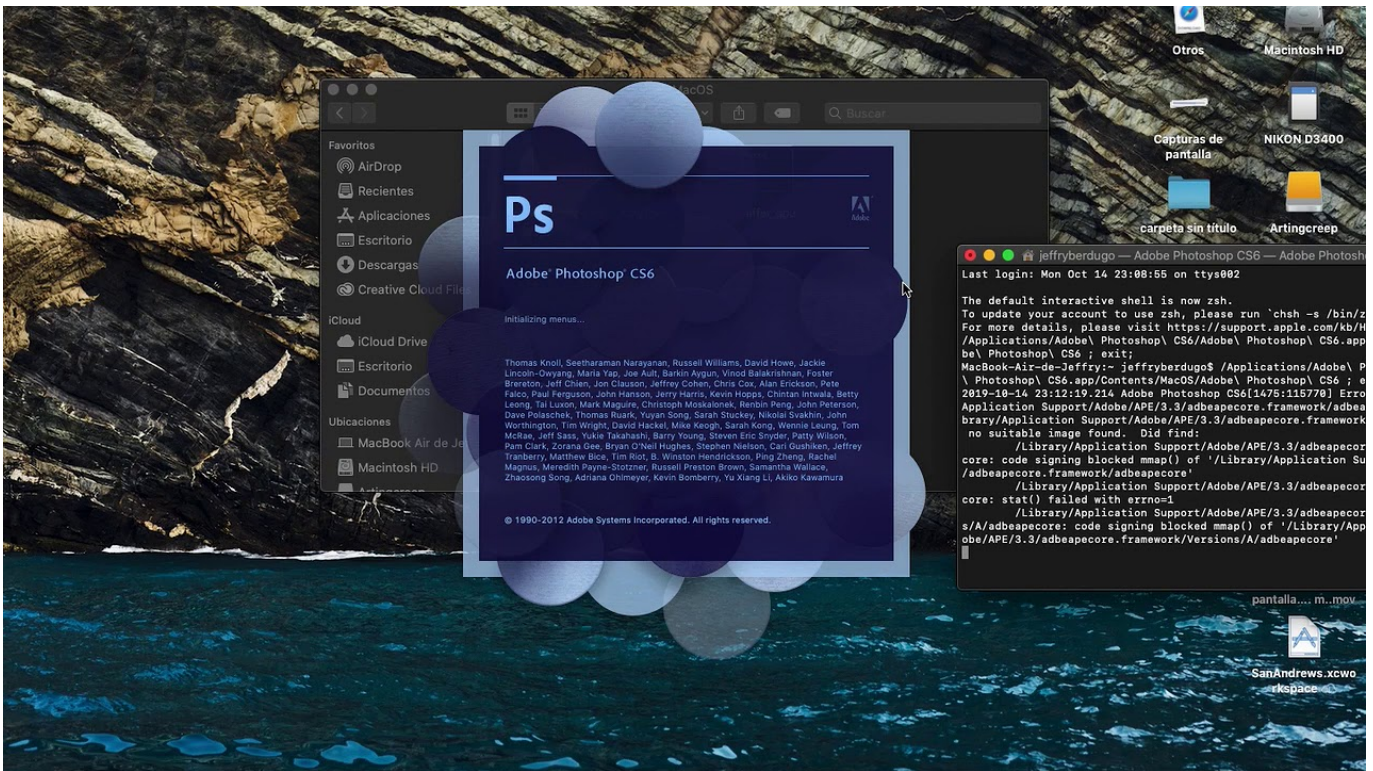 Otros
Macintosh HD
Capturas de
pantalla
NIKON D3400
carpeta sin título
Artingcreep
MacOS
Buscar
Favoritos
AirDrop
Recientes
Aplicaciones
Escritorio
Descargas
Creative Cloud Files
iCloud
iCloud Drive
Escritorio
Documentos
Ubicaciones
MacBook Air de Je
Macintosh HD
Artingcreep
Ps
Adobe
Adobe® Photoshop® CS6
Initializing menus...
Thomas Knoll, Seetharaman Narayanan, Russell Williams, David Howe, Jackie
Lincoln-Owyang, Maria Yap, Joe Ault, Barkin Aygun, Vinod Balakrishnan, Foster
Brereton, Jeff Chien, Jon Clauson, Jeffrey Cohen, Chris Cox, Alan Erickson, Pete
Falco, Paul Ferguson, John Hanson, Jerry Harris, Kevin Hopps, Chintan Intwala, Betty
Leong, Tai Luxon, Mark Maguire, Christoph Moskalonek, Renbin Peng, John Peterson,
Dave Polaschek, Thomas Ruark, Yuyan Song, Sarah Stuckey, Nikolai Svakhin, John
Worthington, Tim Wright, David Hackel, Mike Keogh, Sarah Kong, Wennie Leung, Tom
McRae, Jeff Sass, Yukie Takahashi, Barry Young, Steven Eric Snyder, Patty Wilson,
Pam Clark, Zorana Gee, Bryan O'Neil Hughes, Stephen Nielson, Cari Gushiken, Jeffrey
Tranberry, Matthew Bice, Tim Riot, B. Winston Hendrickson, Ping Zheng, Rachel
Magnus, Meredith Payne-Stotzner, Russell Preston Brown, Samantha Wallace,
Zhaosong Song, Adriana Ohlmeyer, Kevin Bomberry, Yu Xiang Li, Akiko Kawamura
© 1990-2012 Adobe Systems Incorporated. All rights reserved.
jeffryberdugo — Adobe Photoshop CS6 — Adobe Photosh
Last login: Mon Oct 14 23:08:55 on ttys002
The default interactive shell is now zsh.
To update your account to use zsh, please run `chsh -s /bin/z
For more details, please visit https://support.apple.com/kb/H
/Applications/Adobe\ Photoshop\ CS6/Adobe\ Photoshop\ CS6.app
be\ Photoshop\ CS6 ; exit;
MacBook-Air-de-Jeffry:~ jeffryberdugo$ /Applications/Adobe\ P
\ Photoshop\ CS6.app/Contents/MacOS/Adobe\ Photoshop\ CS6 ; e
2019-10-14 23:12:19.214 Adobe Photoshop CS6[1475:115770] Erro
Application Support/Adobe/APE/3.3/adbeapecore.framework/adbea
brary/Application Support/Adobe/APE/3.3/adbeapecore.framework
no suitable image found.  Did find:
/Library/Application Support/Adobe/APE/3.3/adbeapecor
core: code signing blocked mmap() of '/Library/Application Su
/adbeapecore.framework/adbeapecore'
/Library/Application Support/Adobe/APE/3.3/adbeapecor
core: stat() failed with errno=1
/Library/Application Support/Adobe/APE/3.3/adbeapecor
s/A/adbeapecore: code signing blocked mmap() of '/Library/App
obe/APE/3.3/adbeapecore.framework/Versions/A/adbeapecore'
pantalla.... m..mov
SanAndrews.xcwo
rkspace